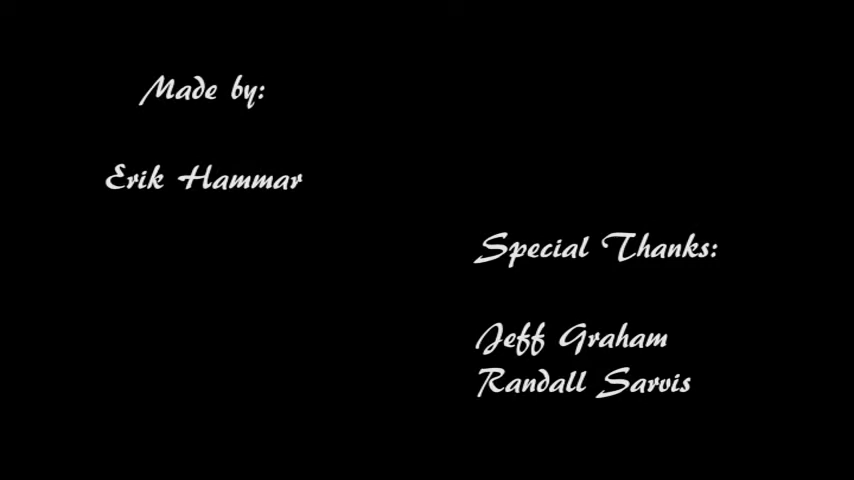 Made by:
Erik Hammar
Special Thanks:
Jeff Graham
Randall Sarvis